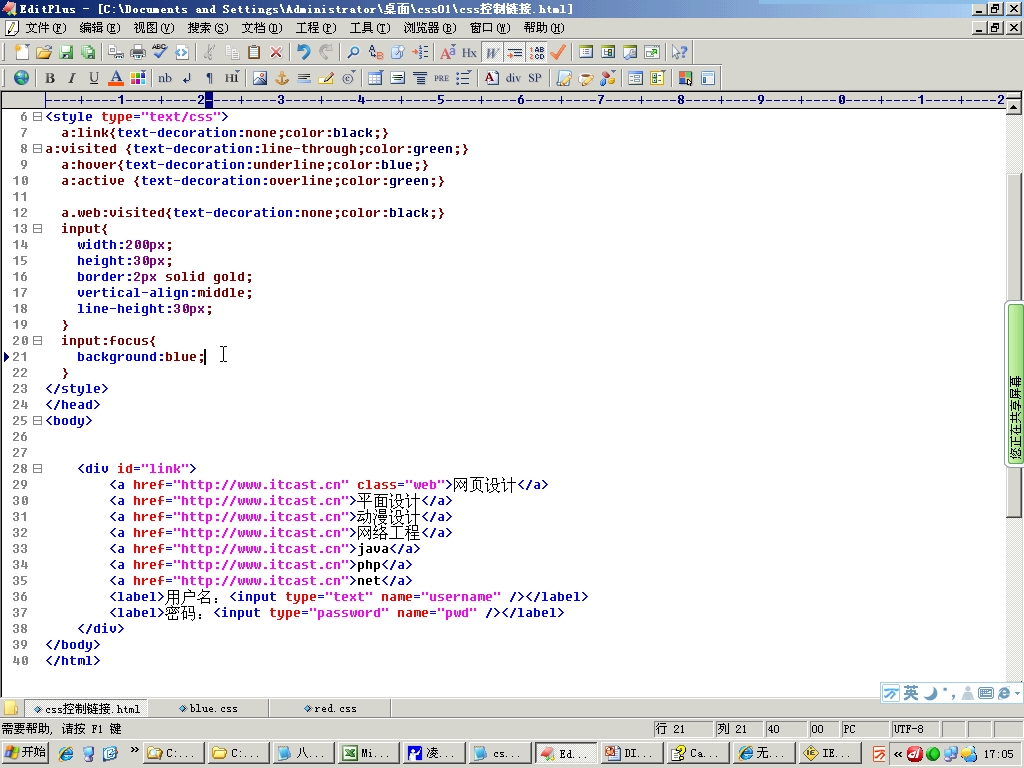 EditPlus - [C:\Documents and Settings\Administrator\桌面\css01\css控制链接.html]
文件(F) 编辑(E) 视图(V) 搜索(S) 文档(D) 工程(P) 工具(T) 浏览器(B) 窗口(W) 帮助(H)
B I U A nb ¶ HI PRE A div SP
----+----1----+----2----+----3----+----4----+----5----+----6----+----7----+----8----+----9----+----0----+----1----+----2
6 <style type="text/css">
7 a:link{text-decoration:none;color:black;}
8 a:visited {text-decoration:line-through;color:green;}
9 a:hover{text-decoration:underline;color:blue;}
10 a:active {text-decoration:overline;color:green;}
11
12 a.web:visited{text-decoration:none;color:black;}
13 input{
14 width:200px;
15 height:30px;
16 border:2px solid gold;
17 vertical-align:middle;
18 line-height:30px;
19 }
20 input:focus{
21 background:blue;
22 }
23 </style>
24 </head>
25 <body>
26
27
28 <div id="link">
29 <a href="http://www.itcast.cn" class="web">网页设计</a>
30 <a href="http://www.itcast.cn">平面设计</a>
31 <a href="http://www.itcast.cn">动漫设计</a>
32 <a href="http://www.itcast.cn">网络工程</a>
33 <a href="http://www.itcast.cn">java</a>
34 <a href="http://www.itcast.cn">php</a>
35 <a href="http://www.itcast.cn">net</a>
36 <label>用户名：<input type="text" name="username" /></label>
37 <label>密码：<input type="password" name="pwd" /></label>
38 </div>
39 </body>
40 </html>
您正在共享屏幕
英
css控制链接.html blue.css red.css
需要帮助, 请按 F1 键 行 21 列 21 40 00 PC UTF-8
开始 » C:... C:... 八... Mi... 凌... cs... Ed... DI... Ca... 无... IE... « 17:05